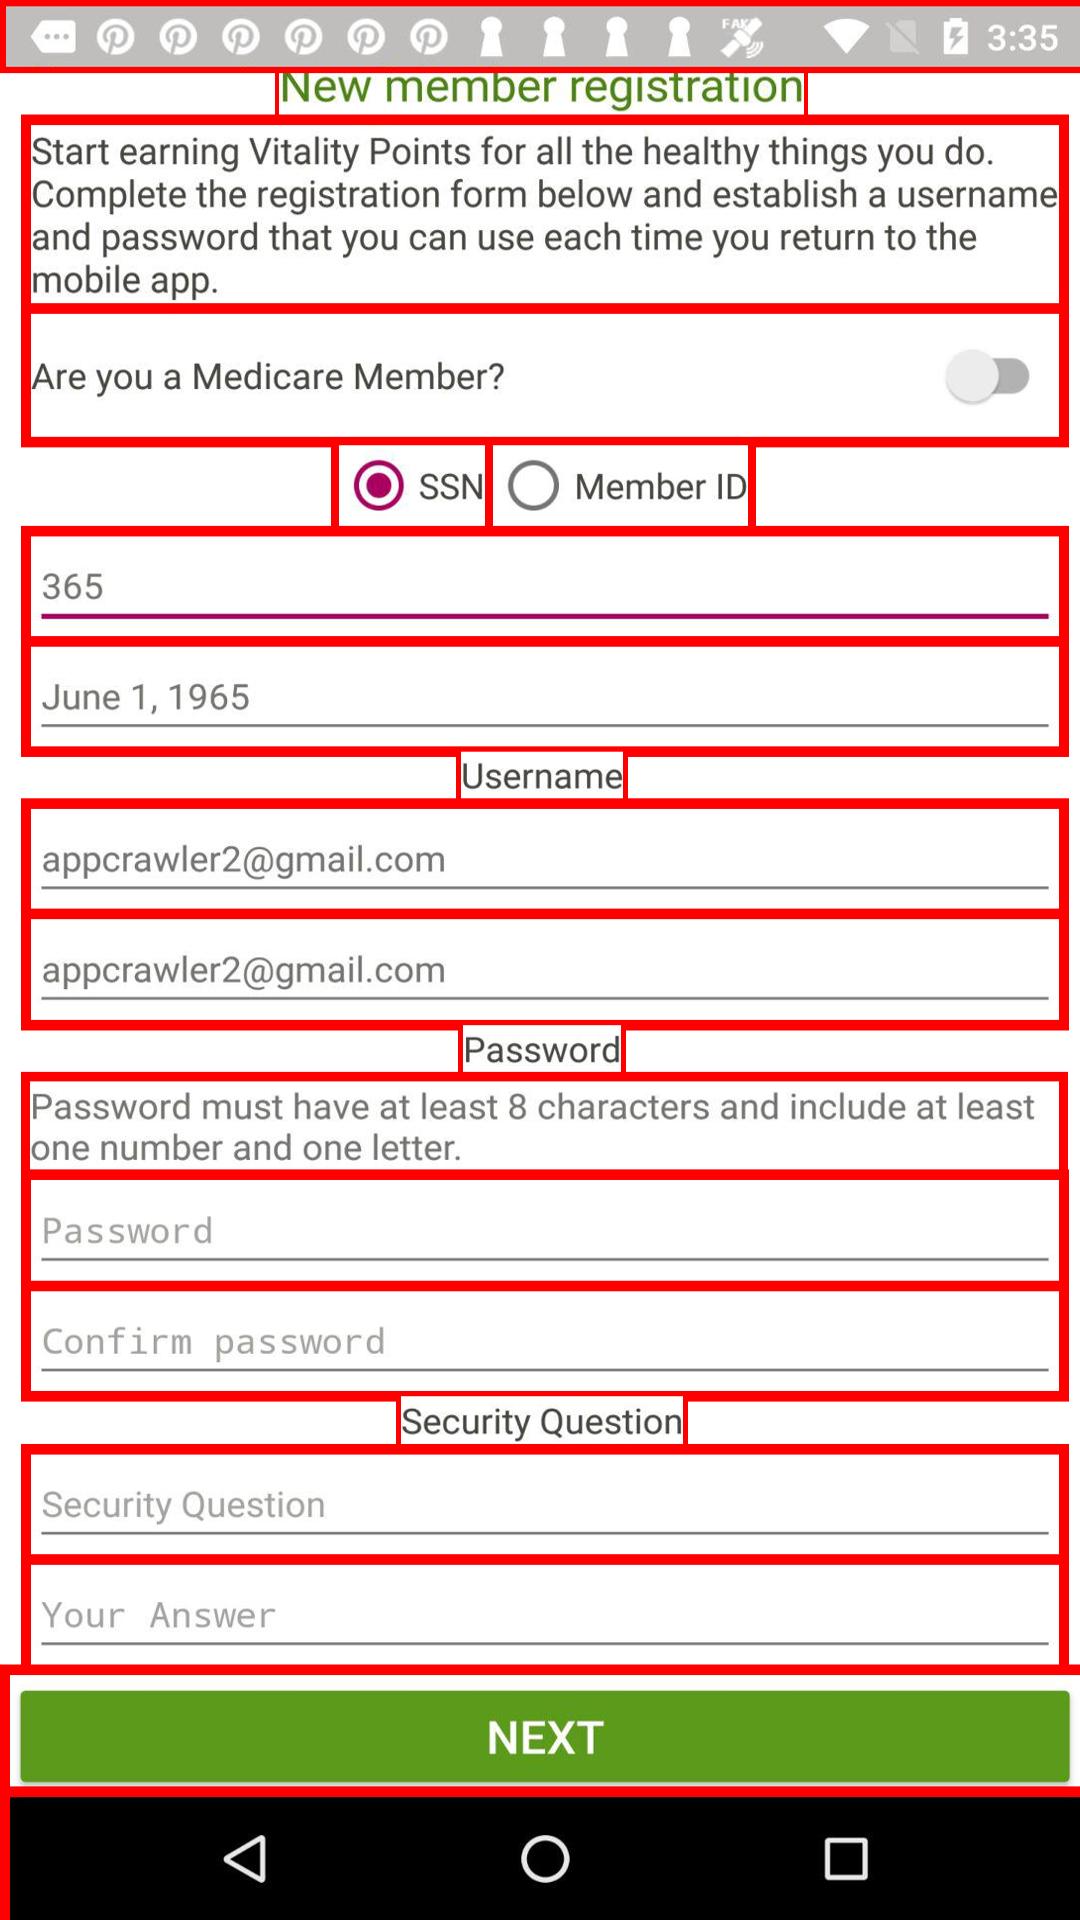 FAKE
3:35
New member registration
Start earning Vitality Points for all the healthy things you do.
Complete the registration form below and establish a username
and password that you can use each time you return to the
mobile app.
Are you a Medicare Member?
SSN Member ID
365
June 1, 1965
Username
appcrawler2@gmail.com
appcrawler2@gmail.com
Password
Password must have at least 8 characters and include at least
one number and one letter.
Password
Confirm password
Security Question
Security Question
Your Answer
NEXT